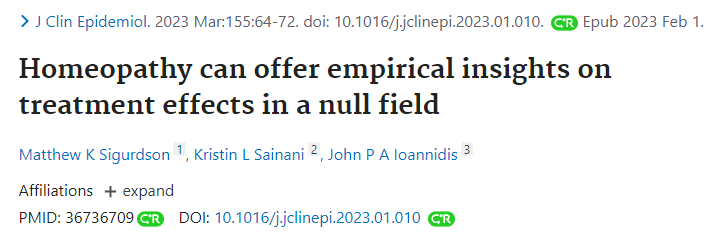 J Clin Epidemiol. 2023 Mar:155:64-72. doi: 10.1016/j.jclinepi.2023.01.010. C*R Epub 2023 Feb 1.
Homeopathy can offer empirical insights on
treatment effects in a null field
Matthew K Sigurdson 1, Kristin L Sainani 2, John P A Ioannidis 3
Affiliations + expand
PMID: 36736709 C*R DOI: 10.1016/j.jclinepi.2023.01.010 C*R